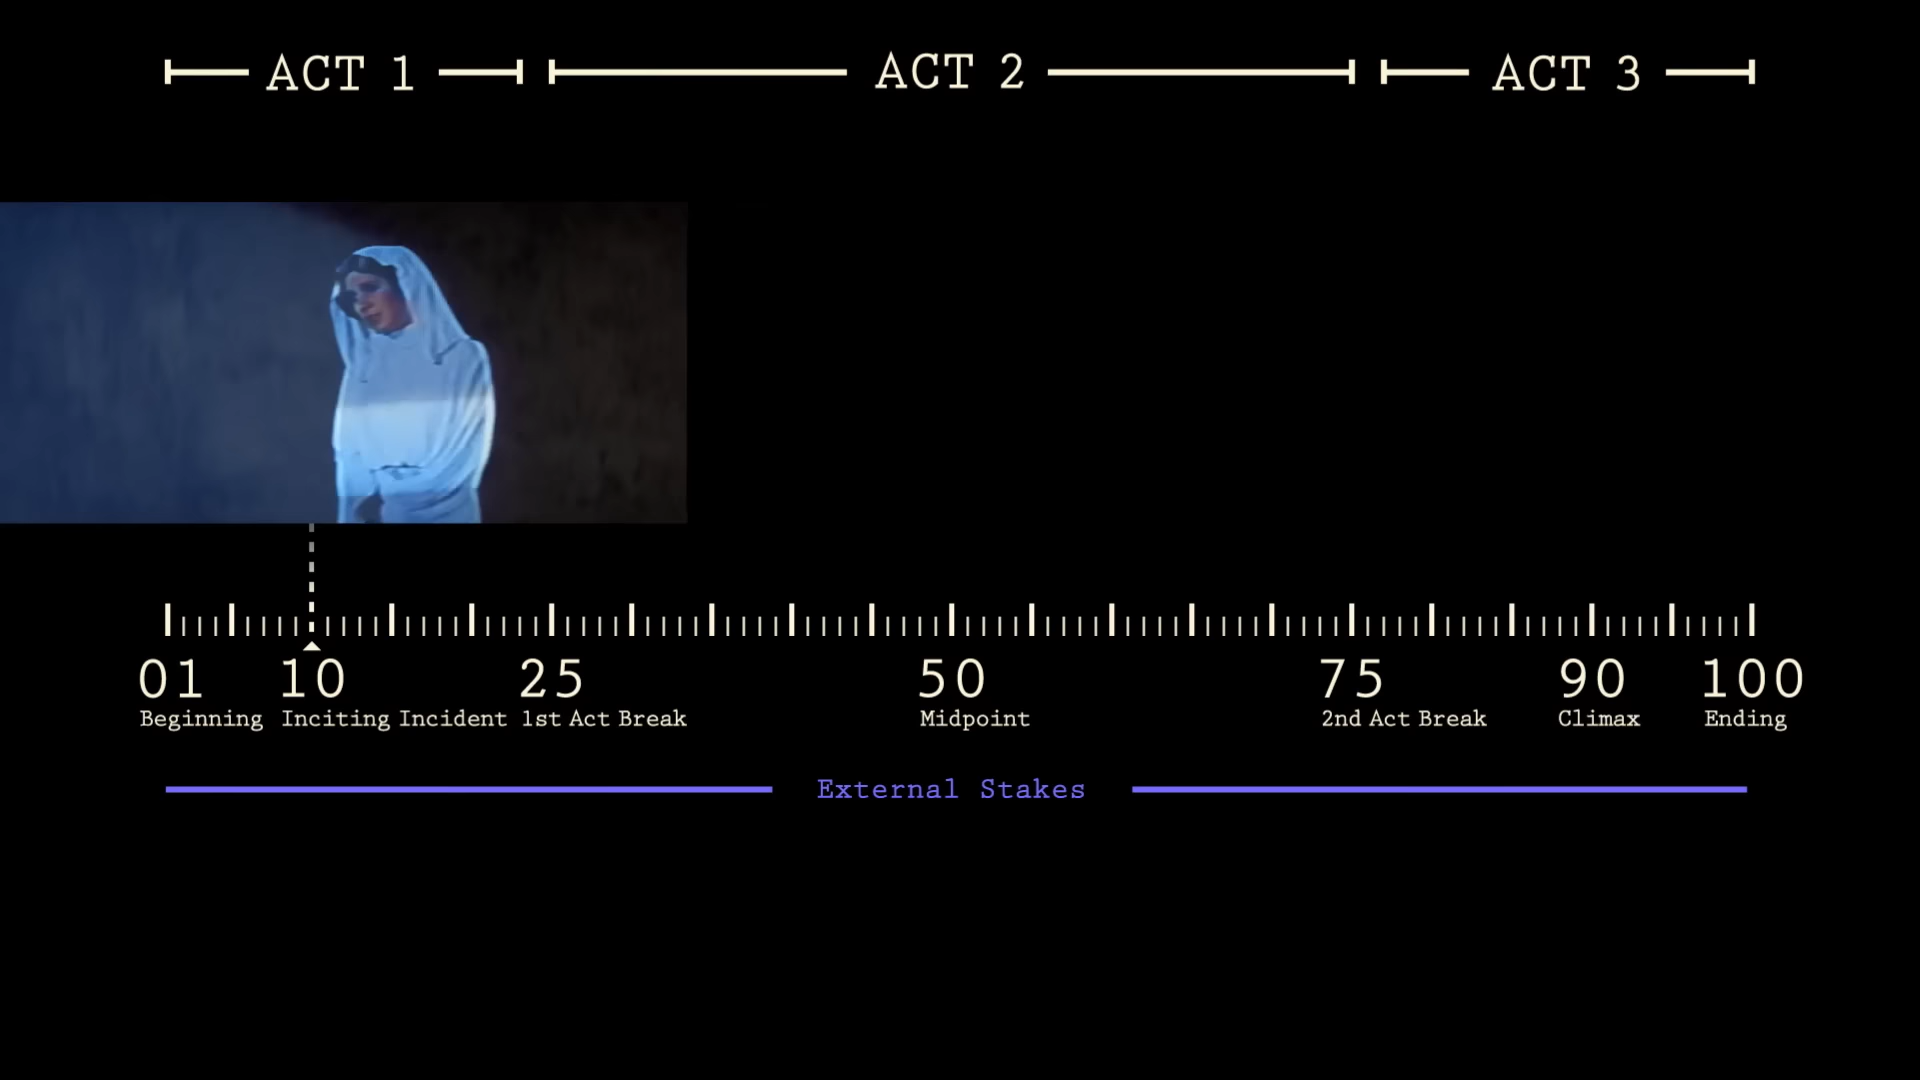 ACT 1 ACT 2 ACT 3
01 10 25 50 75 90 100
Beginning Inciting Incident 1st Act Break Midpoint 2nd Act Break Climax Ending
External Stakes